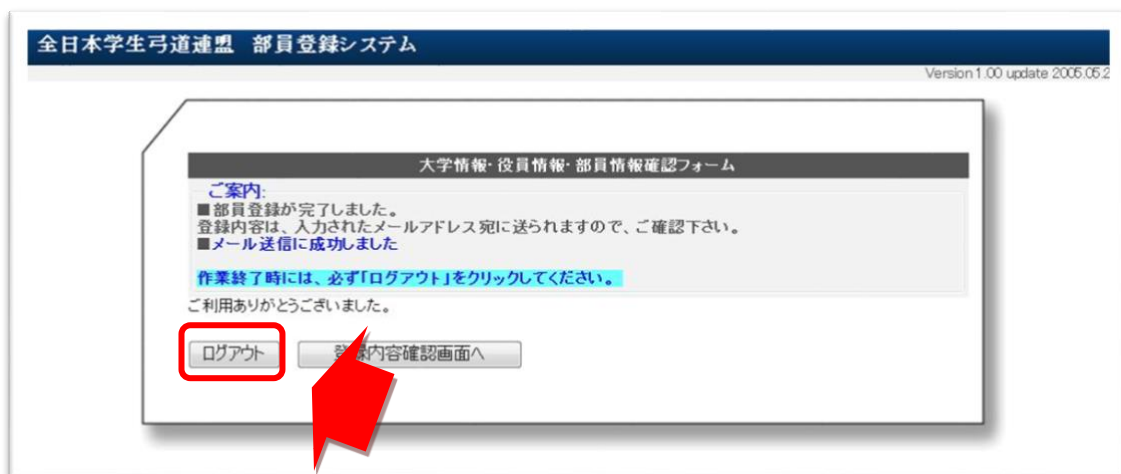 全日本学生弓道連盟 部員登録システム
Version 1.00 update 2005.05.2
大学情報・役員情報・部員情報確認フォーム
ご案内:
■部員登録が完了しました。
登録内容は、入力されたメールアドレス宛に送られますので、ご確認下さい。
■メール送信に成功しました
作業終了時には、必ず「ログアウト」をクリックしてください。
ご利用ありがとうございました。
ログアウト 登録内容確認画面へ